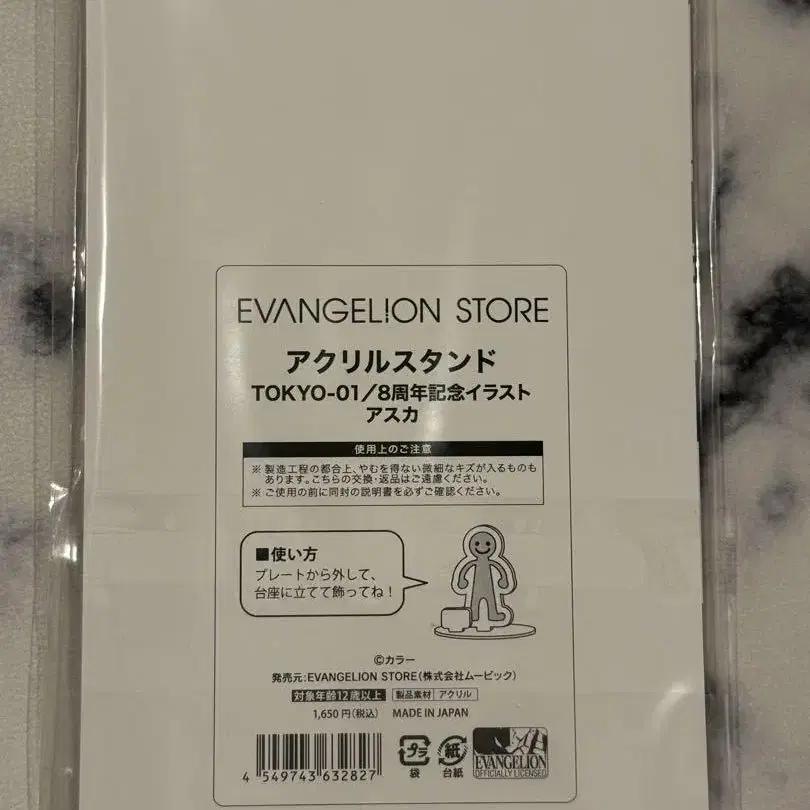 EVANGELION STORE
アクリルスタンド
TOKYO-01/8周年記念イラスト
アスカ
使用上のご注意
※製造工程の都合上、やむを得ない微細なキズが入るものも
あります。こちらの交換・返品はご遠慮ください。
※ご使用の前に同封の説明書を必ずご確認ください。
■使い方
プレートから外して、
台座に立てて飾ってね!
©カラー
発売元:EVANGELION STORE(株式会社ムービック)
対象年齢12歳以上 製品素材 アクリル
1,650円(税込) MADE IN JAPAN
4 549743 632827
プラ 紙
袋 台紙
EVANGELION
OFFICIALLY LICENSED